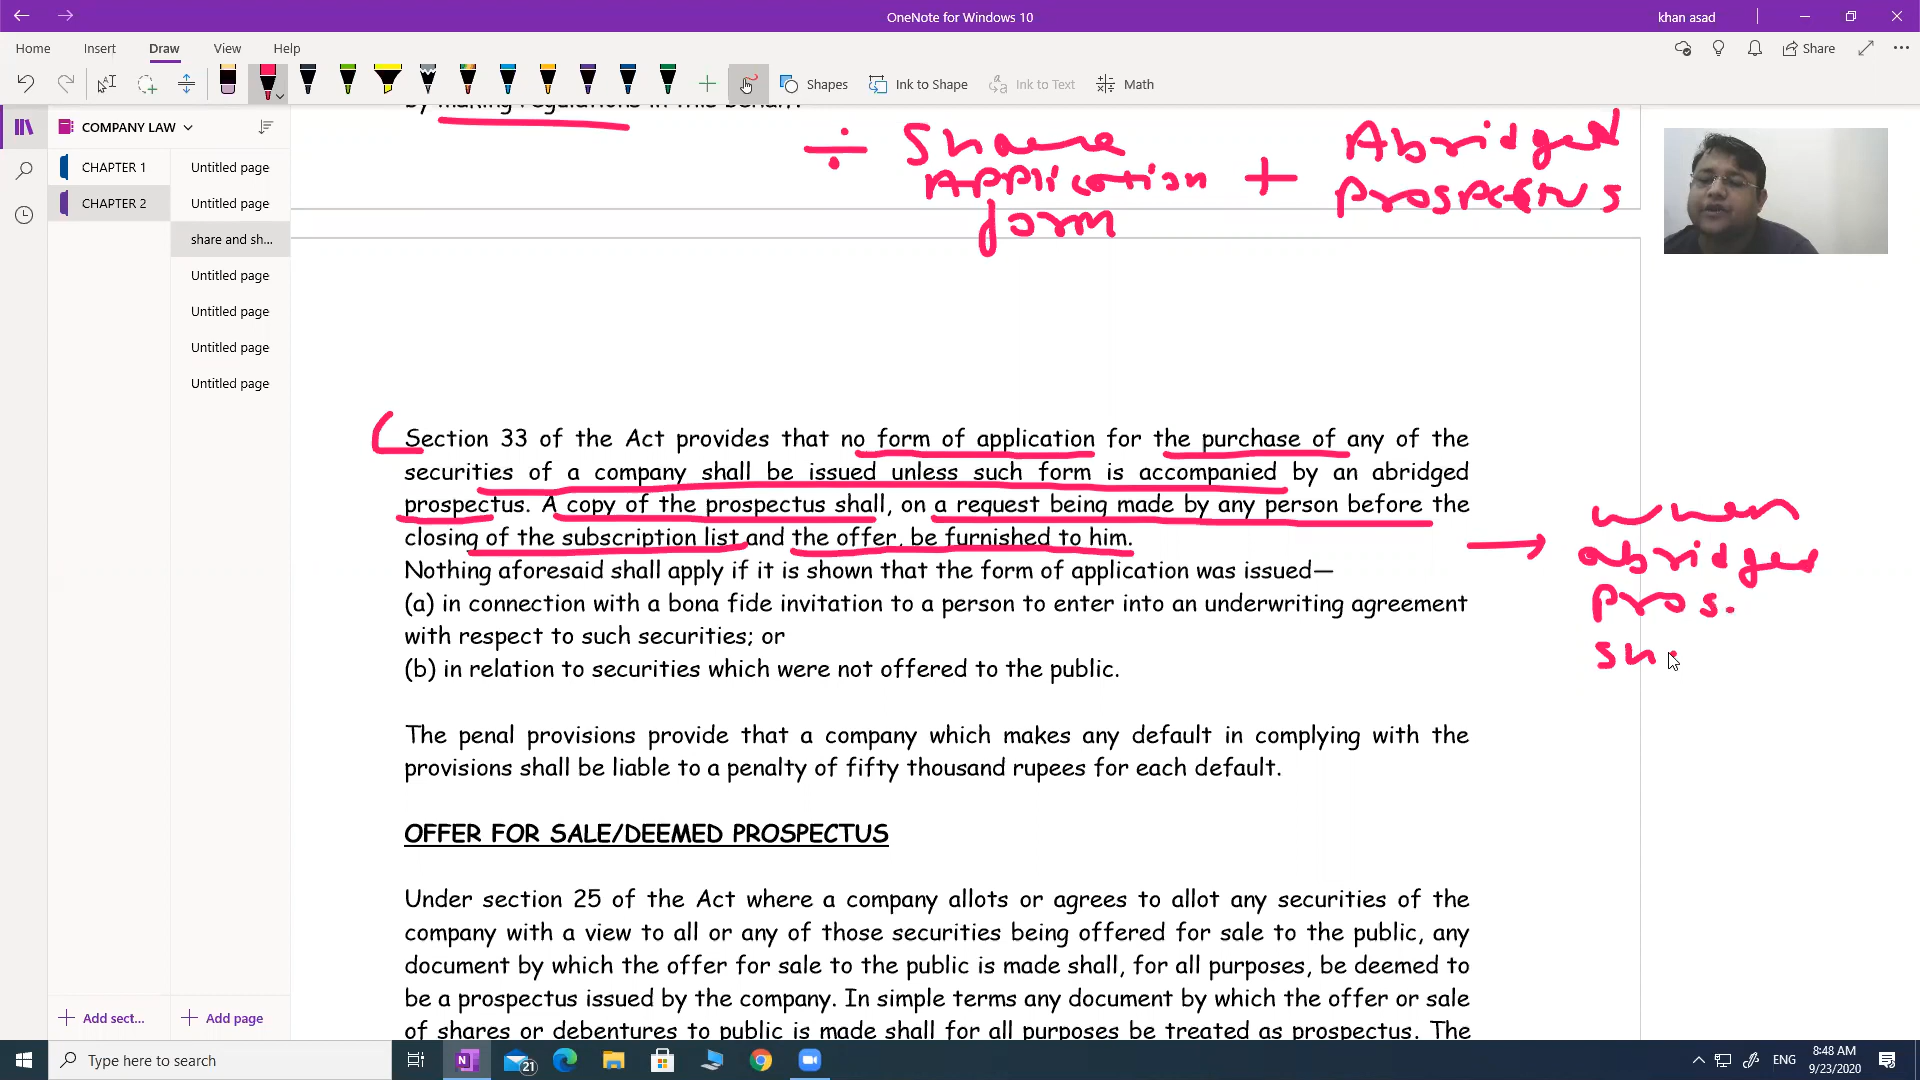 OneNote for Windows 10
khan asad
Home Insert Draw View Help
Share
Shapes
Ink to Shape
Ink to Text
Math
COMPANY LAW
CHAPTER 1
CHAPTER 2
Untitled page
Untitled page
share and sh...
Untitled page
Untitled page
Untitled page
Untitled page
by making regulations in this behalf.
÷ Share
Application
form
+ Abridged
Prospectus
Section 33 of the Act provides that no form of application for the purchase of any of the
securities of a company shall be issued unless such form is accompanied by an abridged
prospectus. A copy of the prospectus shall, on a request being made by any person before the
closing of the subscription list and the offer, be furnished to him.
Nothing aforesaid shall apply if it is shown that the form of application was issued—
(a) in connection with a bona fide invitation to a person to enter into an underwriting agreement
with respect to such securities; or
(b) in relation to securities which were not offered to the public.
when
abridged
Pros.
The penal provisions provide that a company which makes any default in complying with the
provisions shall be liable to a penalty of fifty thousand rupees for each default.
OFFER FOR SALE/DEEMED PROSPECTUS
Under section 25 of the Act where a company allots or agrees to allot any securities of the
company with a view to all or any of those securities being offered for sale to the public, any
document by which the offer for sale to the public is made shall, for all purposes, be deemed to
be a prospectus issued by the company. In simple terms any document by which the offer or sale
of shares or debentures to public is made shall for all purposes be treated as prospectus. The
Add sect...
Add page
Type here to search
21
ENG
8:48 AM
9/23/2020